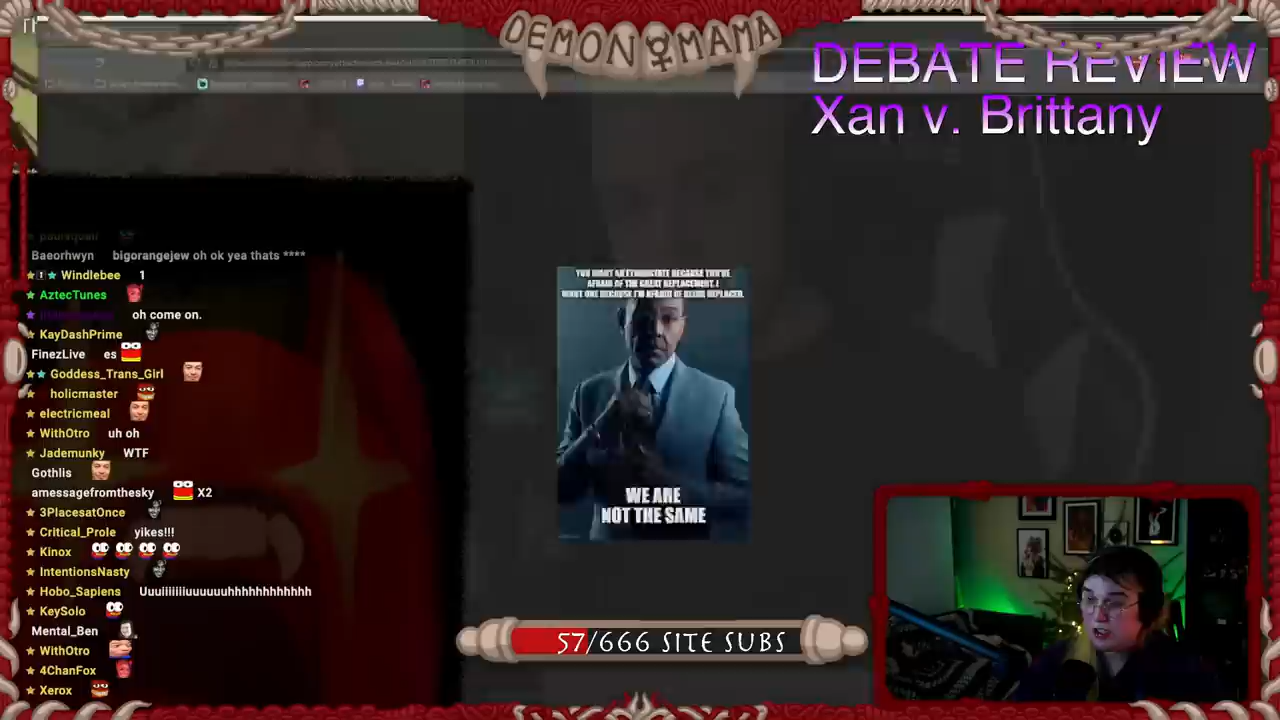 DEMON MAMA
DEBATE REVIEW
Xan v. Brittany
Baeorhwyn bigorangejew oh ok yea thats ****
Windlebee 1
AztecTunes
oh come on.
KayDashPrime
FinezLive es
Goddess_Trans_Girl
holicmaster
electricmeal
WithOtro uh oh
Jademunky WTF
Gothlis
amessagefromthesky X2
3PlacesatOnce
Critical_Prole yikes!!!
Kinox
IntentionsNasty
Hobo_Sapiens Uuuiiiiiiiuuuuuuhhhhhhhhhhhh
KeySolo
Mental_Ben
WithOtro
4ChanFox
Xerox
YOU WANT AN ETHNOSTATE BECAUSE YOU'RE
AFRAID OF THE GREAT REPLACEMENT. I
WANT ONE BECAUSE I'M AFRAID OF BEING REPLACED.
WE ARE
NOT THE SAME
57/666 SITE SUBS